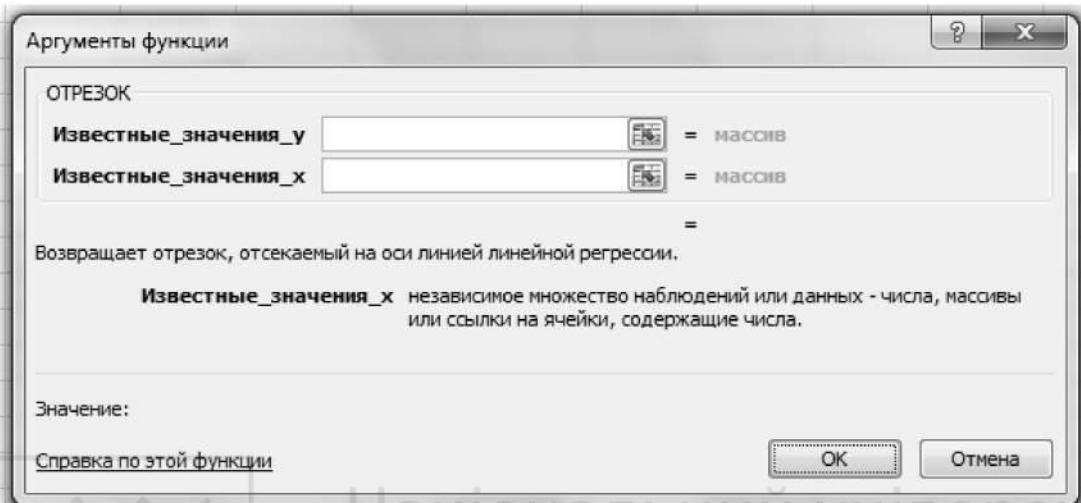 Аргументы функции
ОТРЕЗОК
Известные_значения_y = массив
Известные_значения_x = массив
=
Возвращает отрезок, отсекаемый на оси линией линейной регрессии.
Известные_значения_x независимое множество наблюдений или данных - числа, массивы
или ссылки на ячейки, содержащие числа.
Значение:
Справка по этой функции
OK Отмена